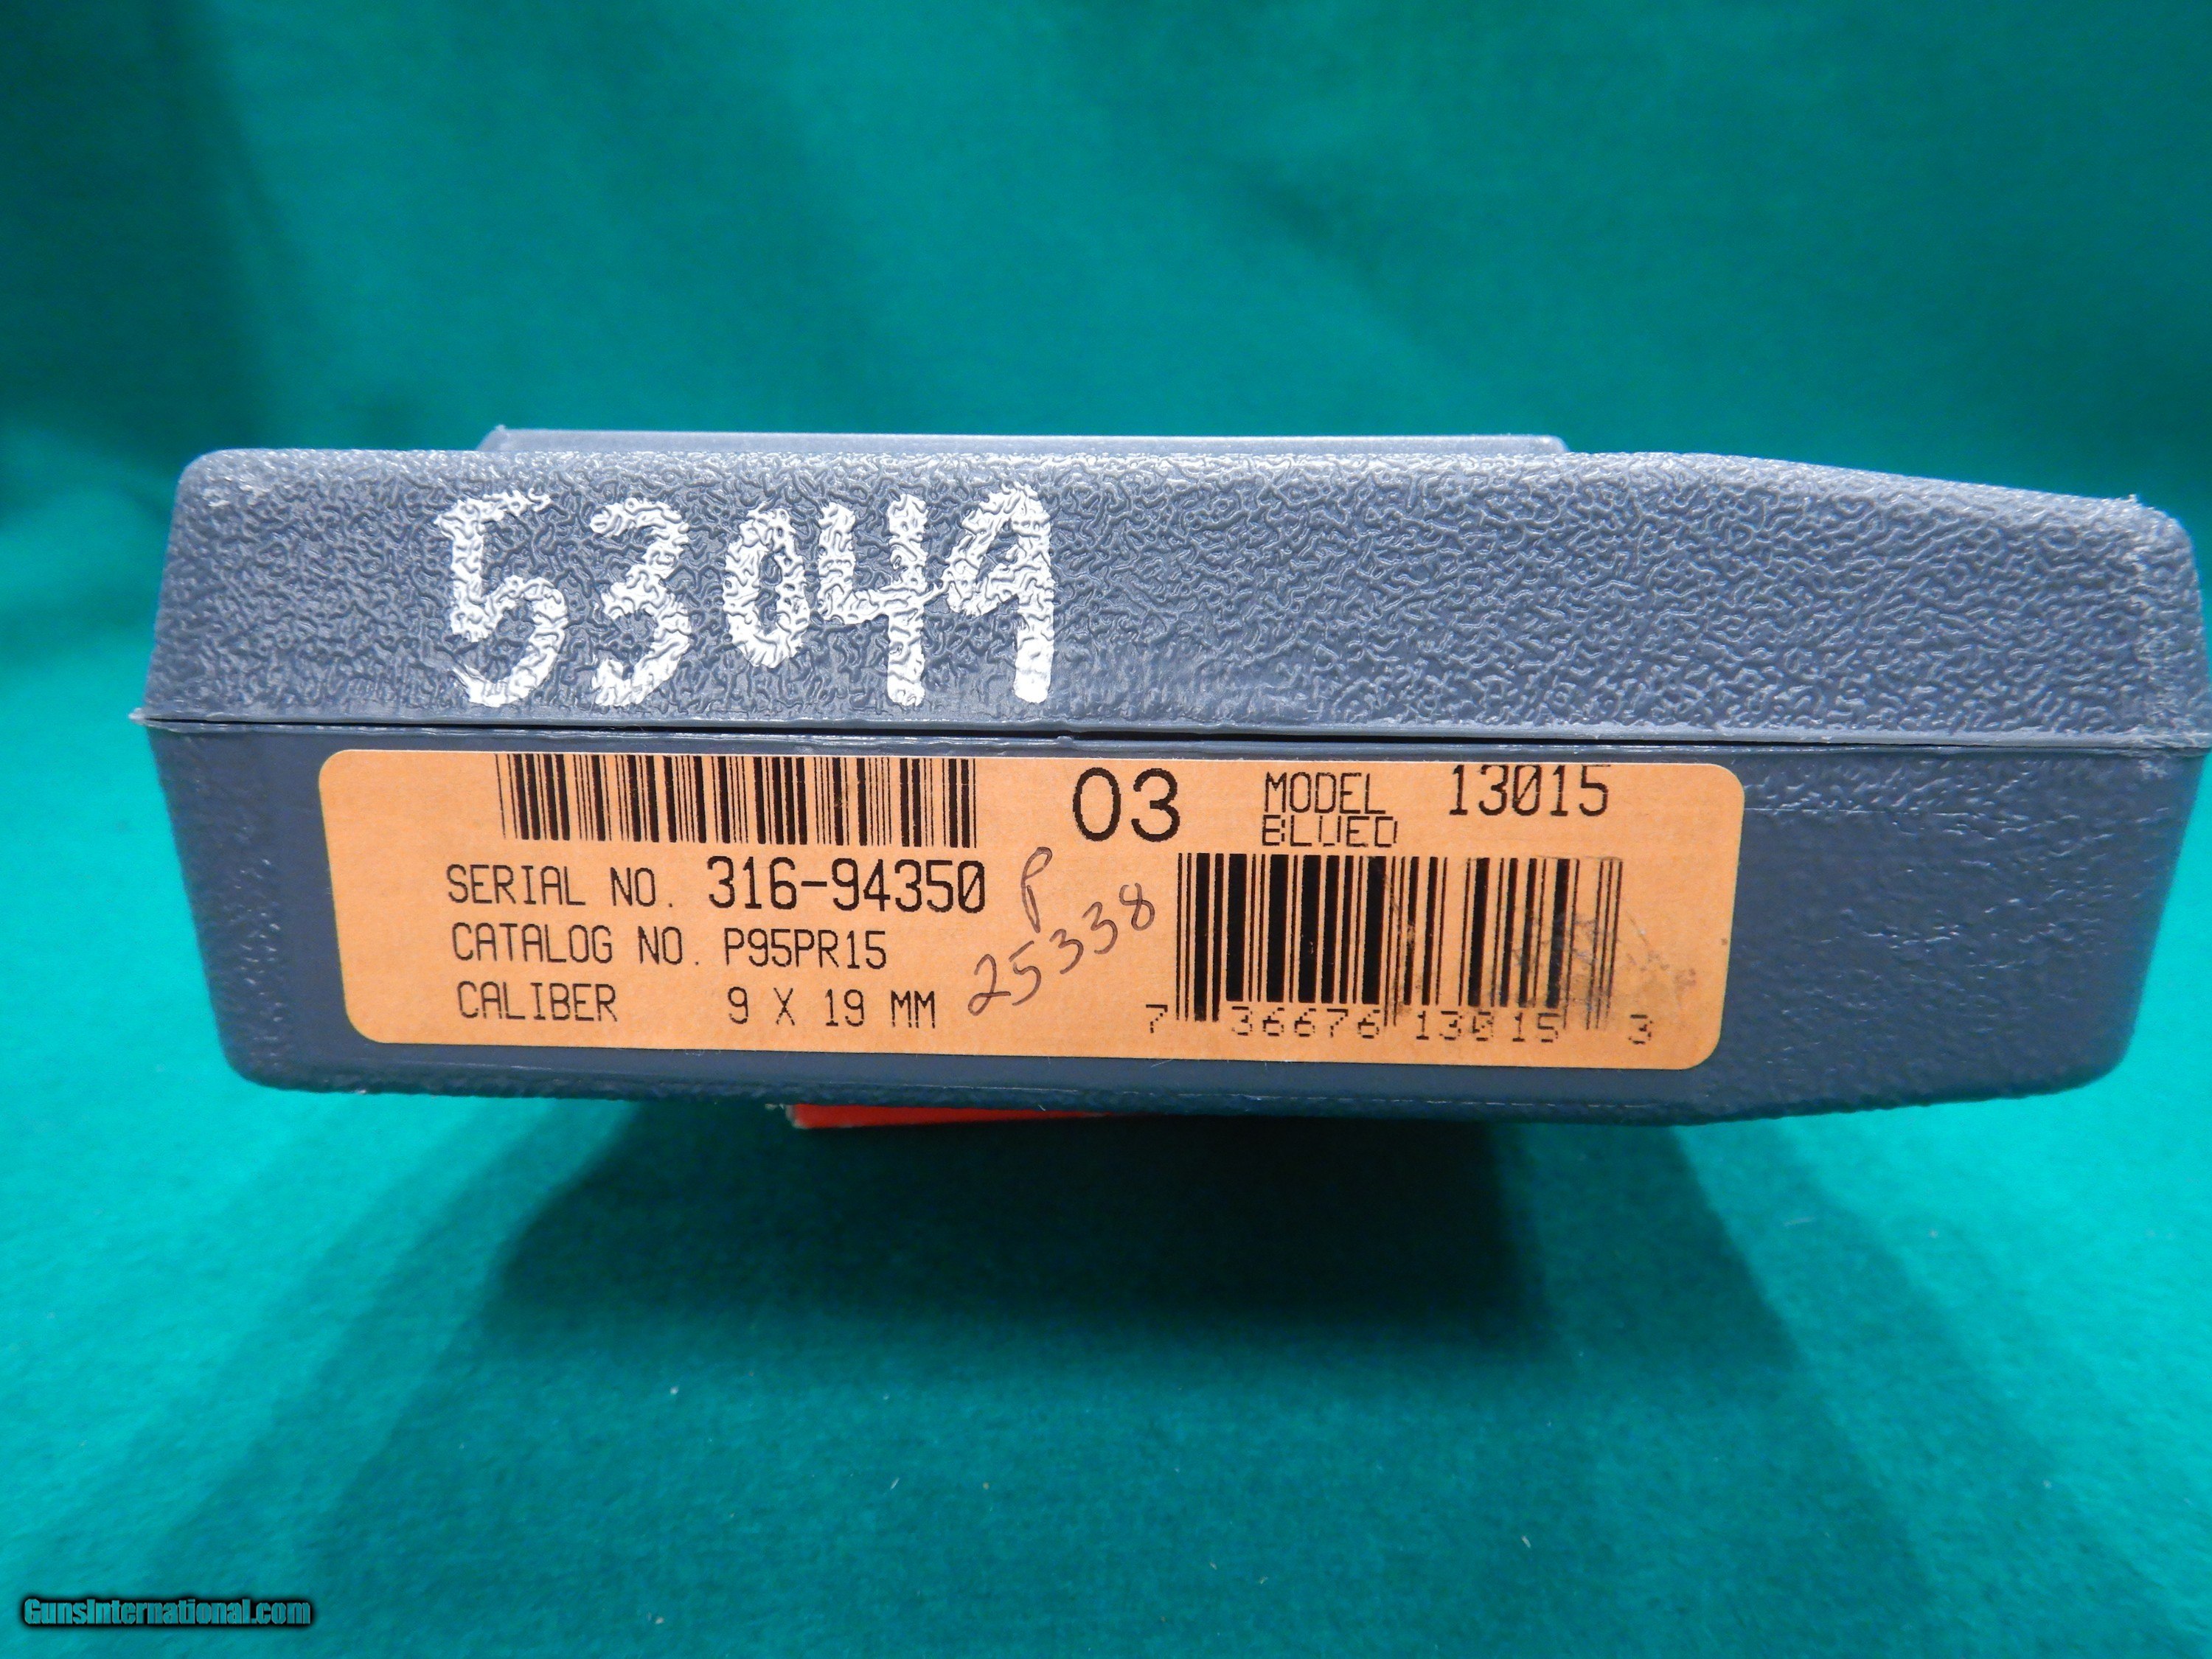 53049
03 MODEL 13015
BLUED
SERIAL NO. 316-94350 P
CATALOG NO. P95PR15 25338
CALIBER 9 X 19 MM
7 36676 13015 3
GunsInternational.com